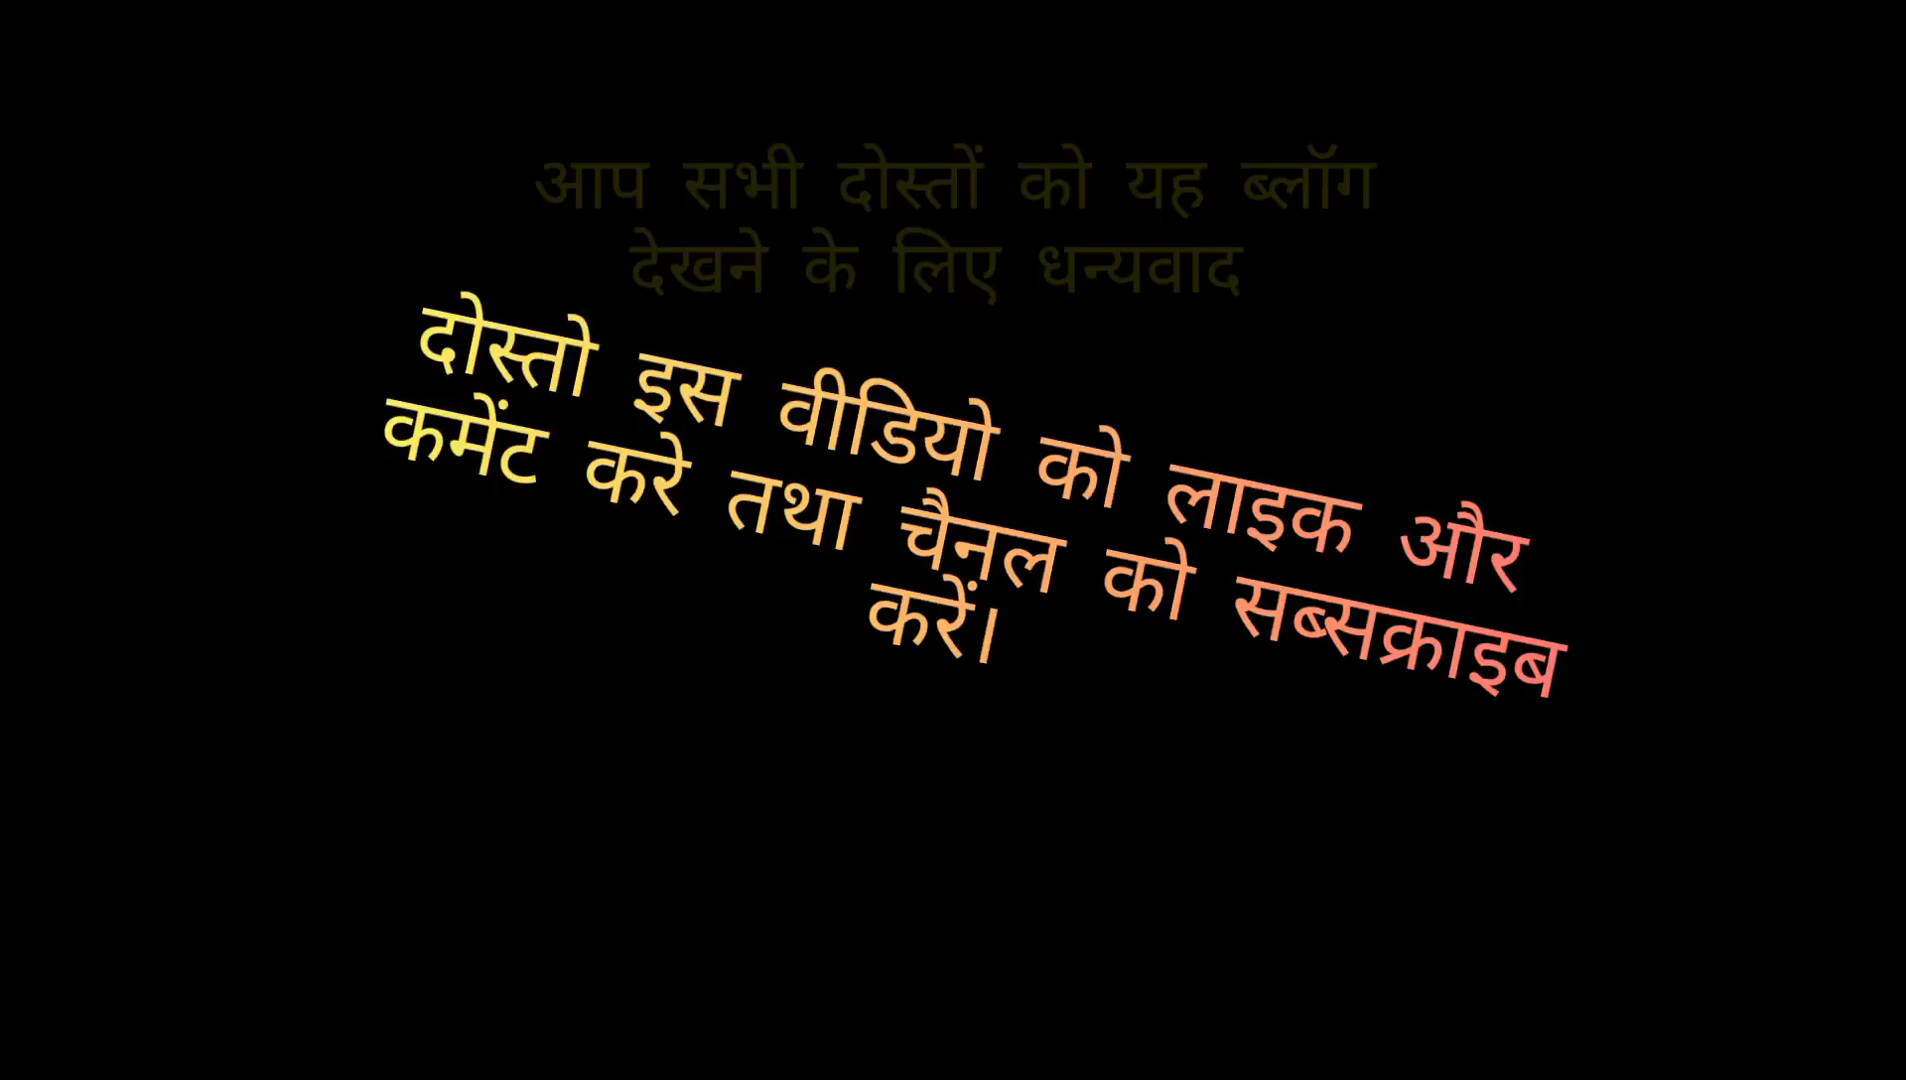 आप सभी दोस्तों को यह ब्लॉग
देखने के लिए धन्यवाद
दोस्तो इस वीडियो को लाइक और
कमेंट करे तथा चैनल को सब्सक्राइब
करें।